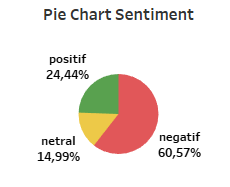 Pie Chart Sentiment
positif
24,44%
netral
14,99%
negatif
60,57%